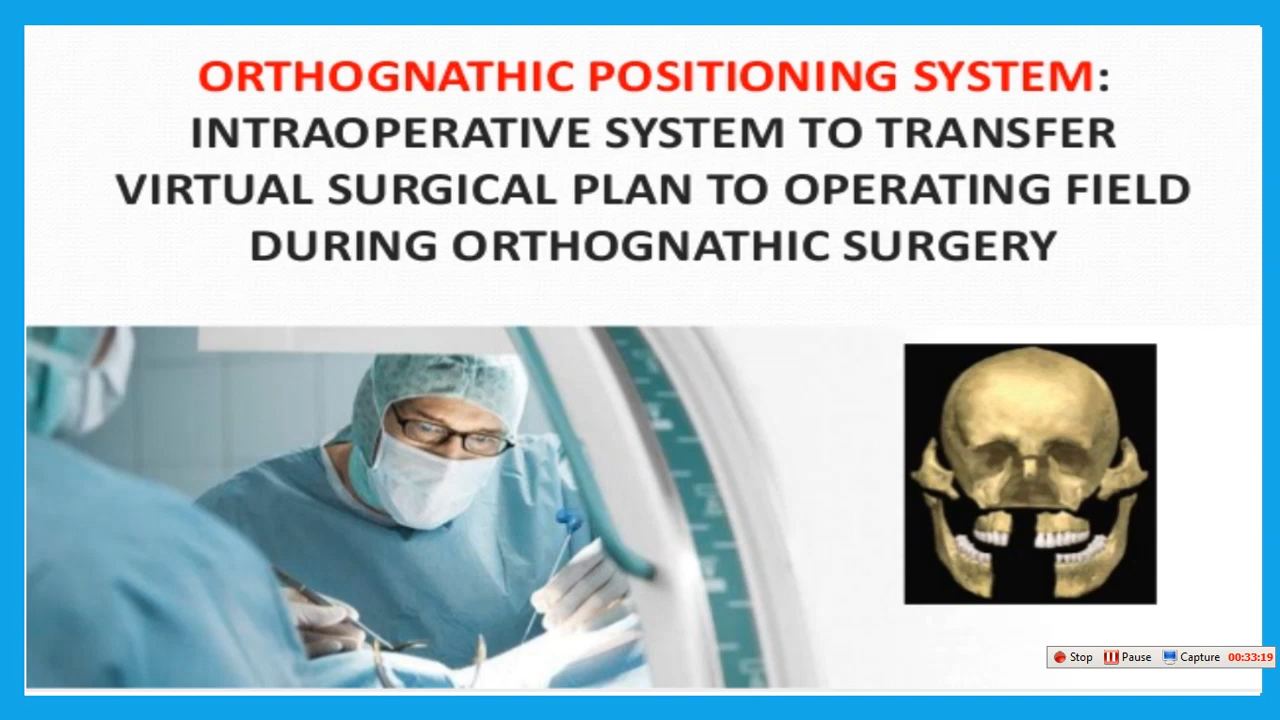 ORTHOGNATHIC POSITIONING SYSTEM:
INTRAOPERATIVE SYSTEM TO TRANSFER
VIRTUAL SURGICAL PLAN TO OPERATING FIELD
DURING ORTHOGNATHIC SURGERY
Stop Pause Capture 00:33:19